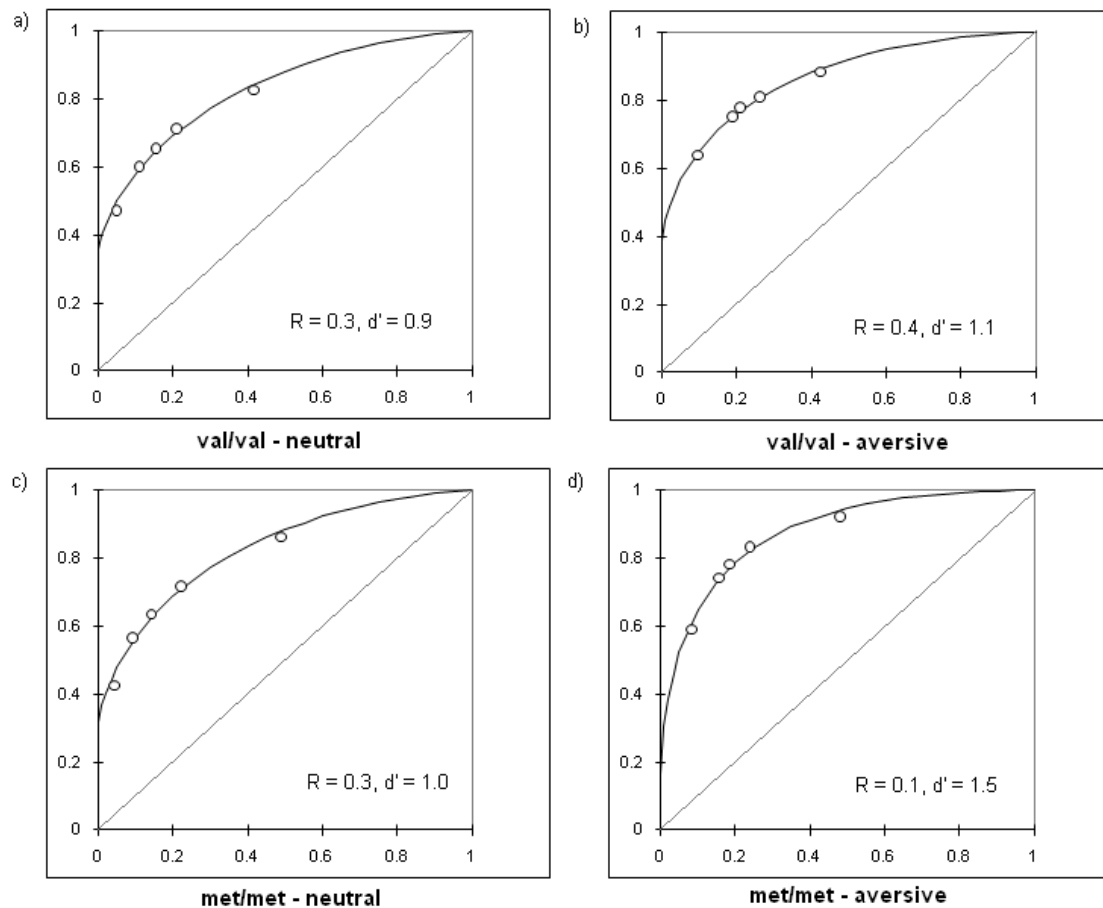 a)
1
0.8
0.6
0.4
0.2
0
R = 0.3, d' = 0.9
0 0.2 0.4 0.6 0.8 1
val/val - neutral
b)
1
0.8
0.6
0.4
0.2
0
R = 0.4, d' = 1.1
0 0.2 0.4 0.6 0.8 1
val/val - aversive
c)
1
0.8
0.6
0.4
0.2
0
R = 0.3, d' = 1.0
0 0.2 0.4 0.6 0.8 1
met/met - neutral
d)
1
0.8
0.6
0.4
0.2
0
R = 0.1, d' = 1.5
0 0.2 0.4 0.6 0.8 1
met/met - aversive